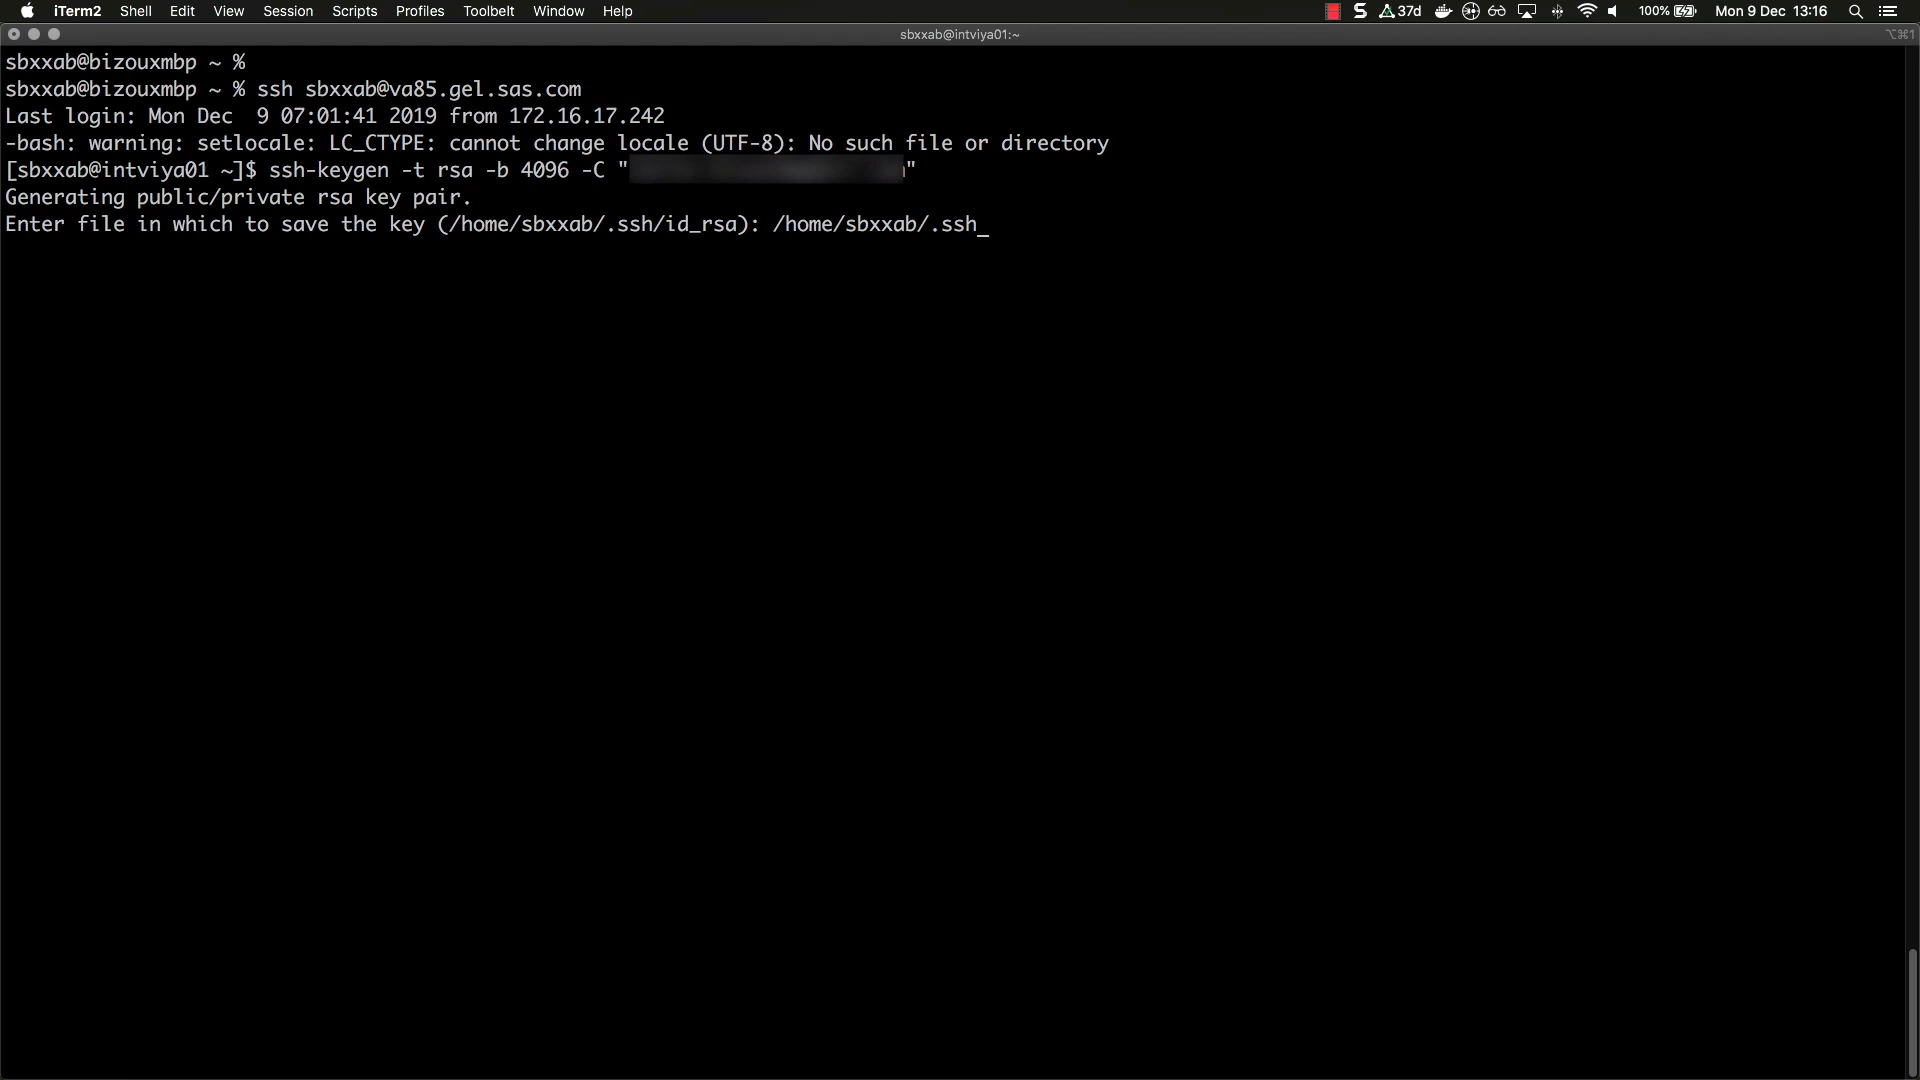 iTerm2 Shell Edit View Session Scripts Profiles Toolbelt Window Help 37d 100% Mon 9 Dec 13:16
sbxxab@intviya01:~ ⌥⌘1
sbxxab@bizouxmbp ~ %
sbxxab@bizouxmbp ~ % ssh sbxxab@va85.gel.sas.com
Last login: Mon Dec  9 07:01:41 2019 from 172.16.17.242
-bash: warning: setlocale: LC_CTYPE: cannot change locale (UTF-8): No such file or directory
[sbxxab@intviya01 ~]$ ssh-keygen -t rsa -b 4096 -C " "
Generating public/private rsa key pair.
Enter file in which to save the key (/home/sbxxab/.ssh/id_rsa): /home/sbxxab/.ssh_